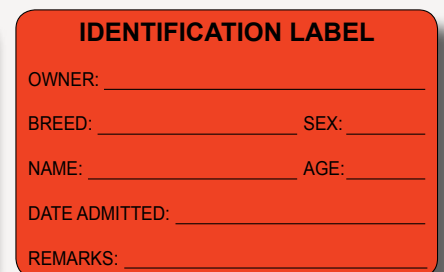 IDENTIFICATION LABEL
OWNER:
BREED: SEX:
NAME: AGE:
DATE ADMITTED:
REMARKS: